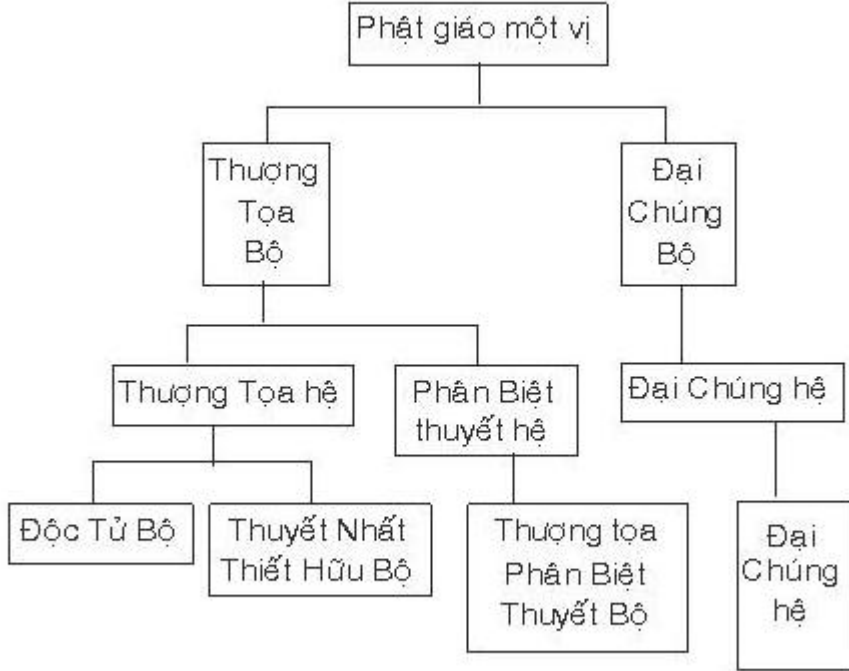 Phật giáo một vị
Thượng
Tọa
Bộ
Đại
Chúng
Bộ
Thượng Tọa hệ
Phân Biệt
thuyết hệ
Đại Chúng hệ
Độc Tử Bộ
Thuyết Nhất
Thiết Hữu Bộ
Thượng tọa
Phân Biệt
Thuyết Bộ
Đại
Chúng
hệ